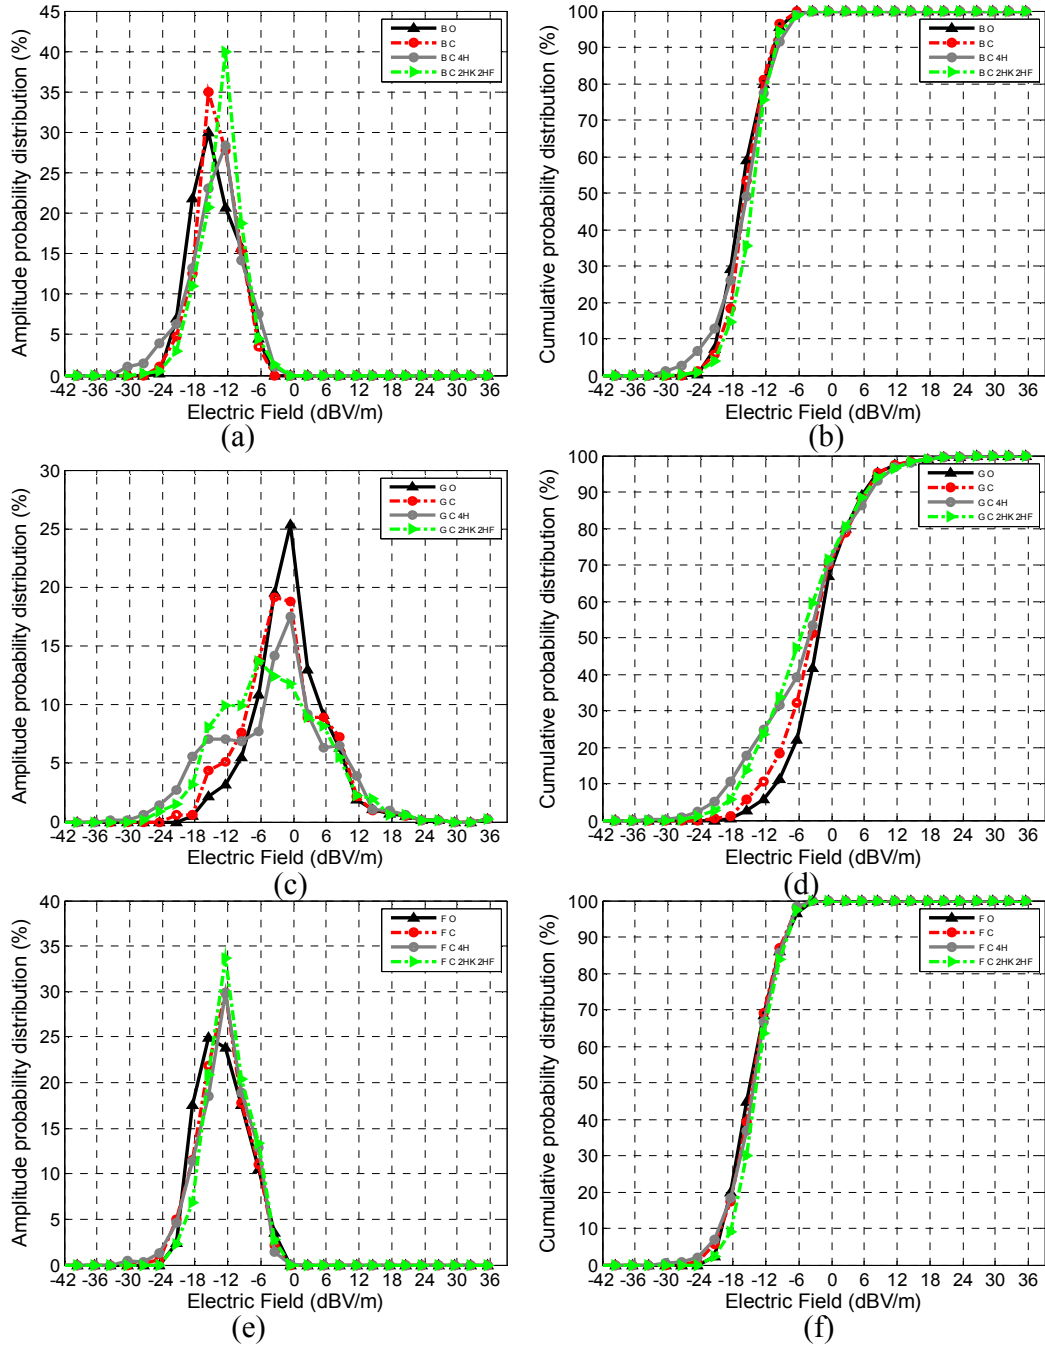 45
40
35
30
25
20
15
10
5
0
Amplitude probability distribution (%)
-42 -36 -30 -24 -18 -12 -6 0 6 12 18 24 30 36
Electric Field (dBV/m)
B O
B C
B C 4H
B C 2HK 2HF
(a)
100
90
80
70
60
50
40
30
20
10
0
Cumulative probability distribution (%)
-42 -36 -30 -24 -18 -12 -6 0 6 12 18 24 30 36
Electric Field (dBV/m)
B O
B C
B C 4H
B C 2HK 2HF
(b)
30
25
20
15
10
5
0
Amplitude probability distribution (%)
-42 -36 -30 -24 -18 -12 -6 0 6 12 18 24 30 36
Electric Field (dBV/m)
G O
G C
G C 4H
G C 2HK 2HF
(c)
100
90
80
70
60
50
40
30
20
10
0
Cumulative probability distribution (%)
-42 -36 -30 -24 -18 -12 -6 0 6 12 18 24 30 36
Electric Field (dBV/m)
G O
G C
G C 4H
G C 2HK 2HF
(d)
40
35
30
25
20
15
10
5
0
Amplitude probability distribution (%)
-42 -36 -30 -24 -18 -12 -6 0 6 12 18 24 30 36
Electric Field (dBV/m)
F O
F C
F C 4H
F C 2HK 2HF
(e)
100
90
80
70
60
50
40
30
20
10
0
Cumulative probability distribution (%)
-42 -36 -30 -24 -18 -12 -6 0 6 12 18 24 30 36
Electric Field (dBV/m)
F O
F C
F C 4H
F C 2HK 2HF
(f)